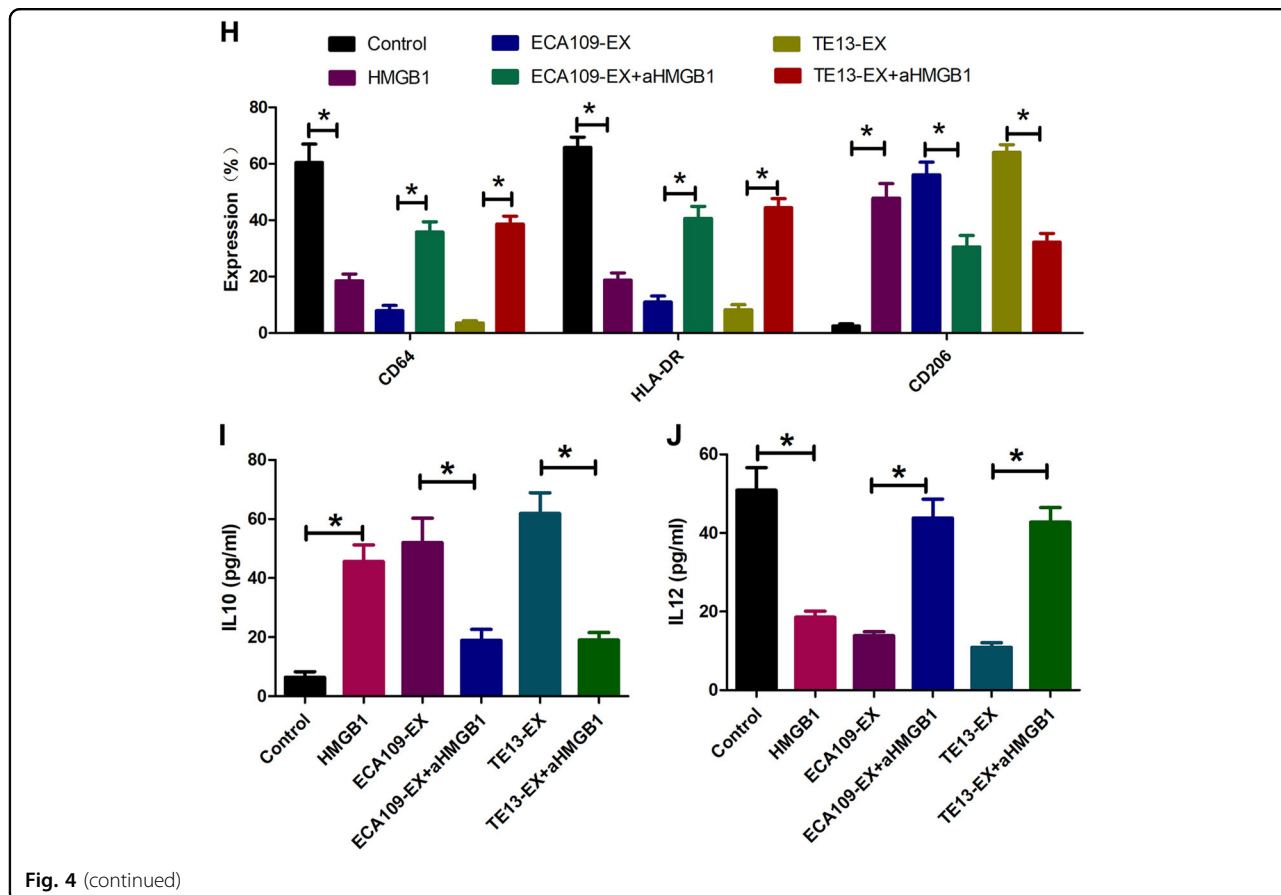 H
Control ECA109-EX TE13-EX
HMGB1 ECA109-EX+aHMGB1 TE13-EX+aHMGB1
Expression (%)
80
60
40
20
0
* * * * * * * * *
CD64 HLA-DR CD206
I
IL10 (pg/ml)
80
60
40
20
0
* * *
Control HMGB1 ECA109-EX ECA109-EX+aHMGB1 TE13-EX TE13-EX+aHMGB1
J
IL12 (pg/ml)
60
40
20
0
* * *
Control HMGB1 ECA109-EX ECA109-EX+aHMGB1 TE13-EX TE13-EX+aHMGB1
Fig. 4 (continued)